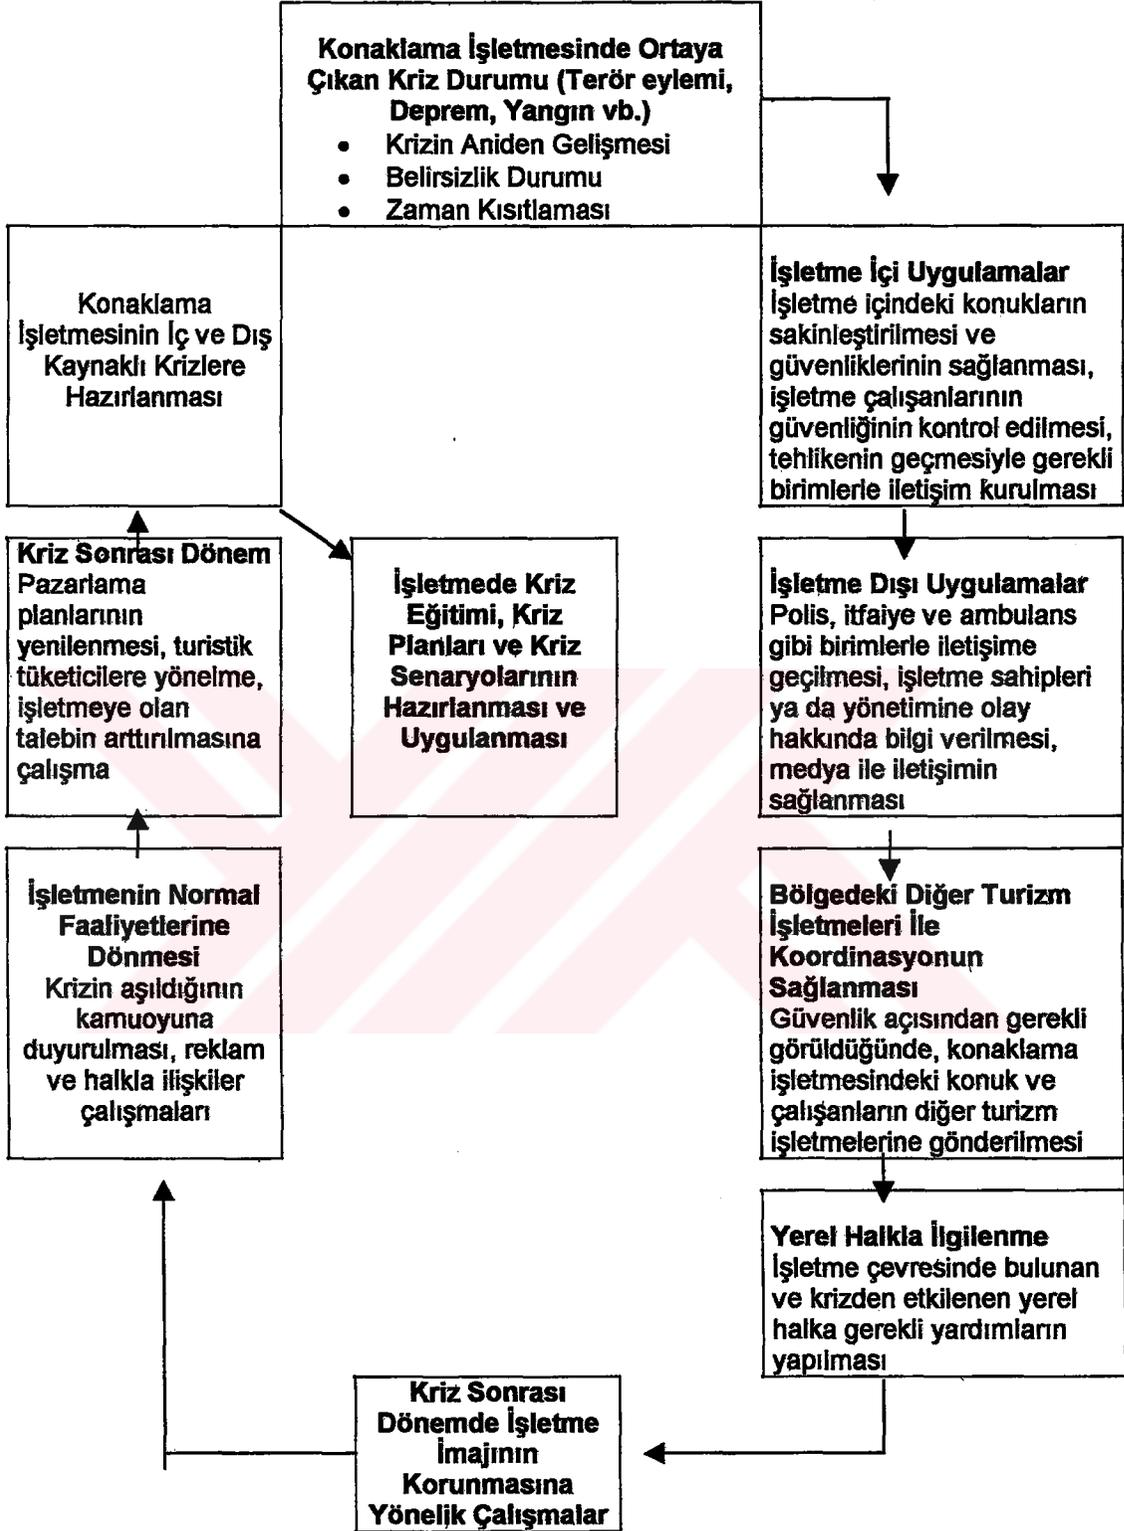 Konaklama İşletmesinde Ortaya
Çıkan Kriz Durumu (Terör eylemi,
Deprem, Yangın vb.)
• Krizin Aniden Gelişmesi
• Belirsizlik Durumu
• Zaman Kısıtlaması
İşletme İçi Uygulamalar
İşletme içindeki konukların
sakinleştirilmesi ve
güvenliklerinin sağlanması,
işletme çalışanlarının
güvenliğinin kontrol edilmesi,
tehlikenin geçmesiyle gerekli
birimlerle iletişim kurulması
İşletme Dışı Uygulamalar
Polis, itfaiye ve ambulans
gibi birimlerle iletişime
geçilmesi, işletme sahipleri
ya da yönetimine olay
hakkında bilgi verilmesi,
medya ile iletişimin
sağlanması
Bölgedeki Diğer Turizm
İşletmeleri İle
Koordinasyonun
Sağlanması
Güvenlik açısından gerekli
görüldüğünde, konaklama
işletmesindeki konuk ve
çalışanların diğer turizm
işletmelerine gönderilmesi
Yerel Halkla İlgilenme
İşletme çevresinde bulunan
ve krizden etkilenen yerel
halka gerekli yardımların
yapılması
Kriz Sonrası
Dönemde İşletme
İmajının
Korunmasına
Yönelik Çalışmalar
İşletmenin Normal
Faaliyetlerine
Dönmesi
Krizin aşıldığının
kamuoyuna
duyurulması, reklam
ve halkla ilişkiler
çalışmaları
Kriz Sonrası Dönem
Pazarlama
planlarının
yenilenmesi, turistik
tüketicilere yönelme,
işletmeye olan
talebin arttırılmasına
çalışma
Konaklama
İşletmesinin İç ve Dış
Kaynaklı Krizlere
Hazırlanması
İşletmede Kriz
Eğitimi, Kriz
Planları ve Kriz
Senaryolarının
Hazırlanması ve
Uygulanması